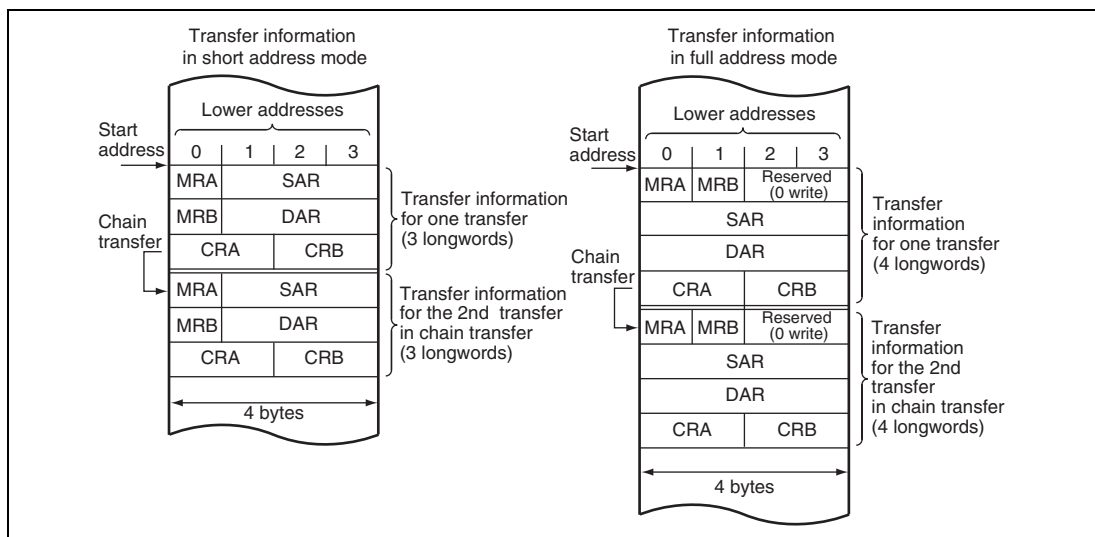 Transfer information
in short address mode
Lower addresses
Start
address
0 1 2 3
MRA SAR
MRB DAR
CRA CRB
Transfer information
for one transfer
(3 longwords)
Chain
transfer
MRA SAR
MRB DAR
CRA CRB
Transfer information
for the 2nd transfer
in chain transfer
(3 longwords)
4 bytes
Transfer information
in full address mode
Lower addresses
Start
address
0 1 2 3
MRA MRB Reserved
(0 write)
SAR
DAR
CRA CRB
Transfer
information
for one transfer
(4 longwords)
Chain
transfer
MRA MRB Reserved
(0 write)
SAR
DAR
CRA CRB
Transfer
information
for the 2nd
transfer
in chain transfer
(4 longwords)
4 bytes